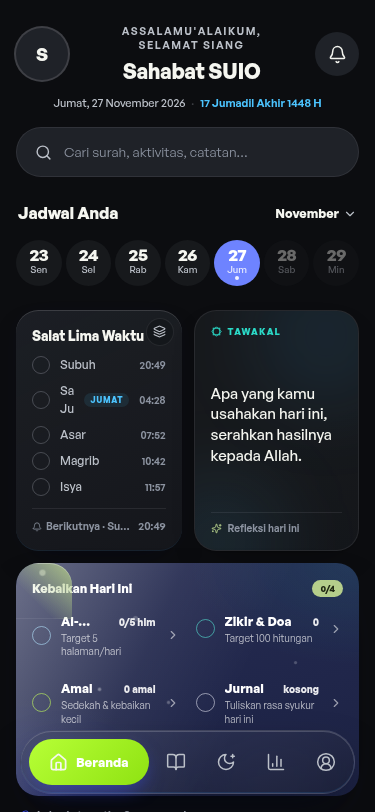 ASSALAMU'ALAIKUM,
SELAMAT SIANG
S
Sahabat SUIO
Jumat, 27 November 2026 · 17 Jumadil Akhir 1448 H
Cari surah, aktivitas, catatan...
Jadwal Anda
November
23 24 25 26 27 28 29
Sen Sel Rab Kam Jum Sab Min
Salat Lima Waktu
Subuh 20:49
Sa
Ju
JUMAT 04:28
Asar 07:52
Magrib 10:42
Isya 11:57
Berikutnya · Su... 20:49
TAWAKAL
Apa yang kamu
usahakan hari ini,
serahkan hasilnya
kepada Allah.
Refleksi hari ini
Kebaikan Hari Ini 0/4
Al-... 0/5 hlm
Target 5
halaman/hari
Zikir & Doa 0
Target 100 hitungan
Amal 0 amal
Sedekah & kebaikan
kecil
Jurnal kosong
Tuliskan rasa syukur
hari ini
Beranda